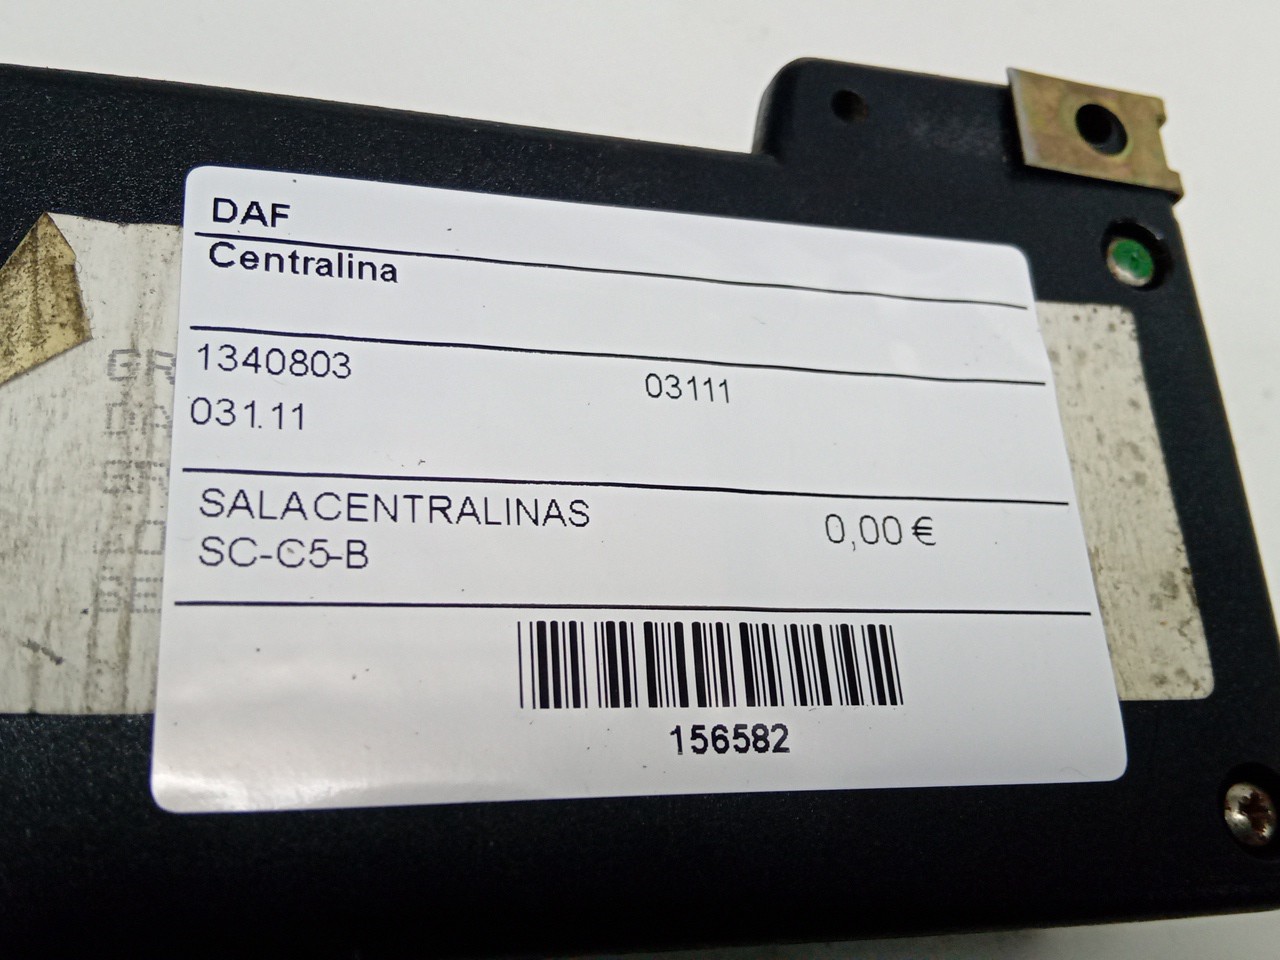 DAF
Centralina
1340803
03111
031.11
SALACENTRALINAS
0,00 €
SC-C5-B
156582